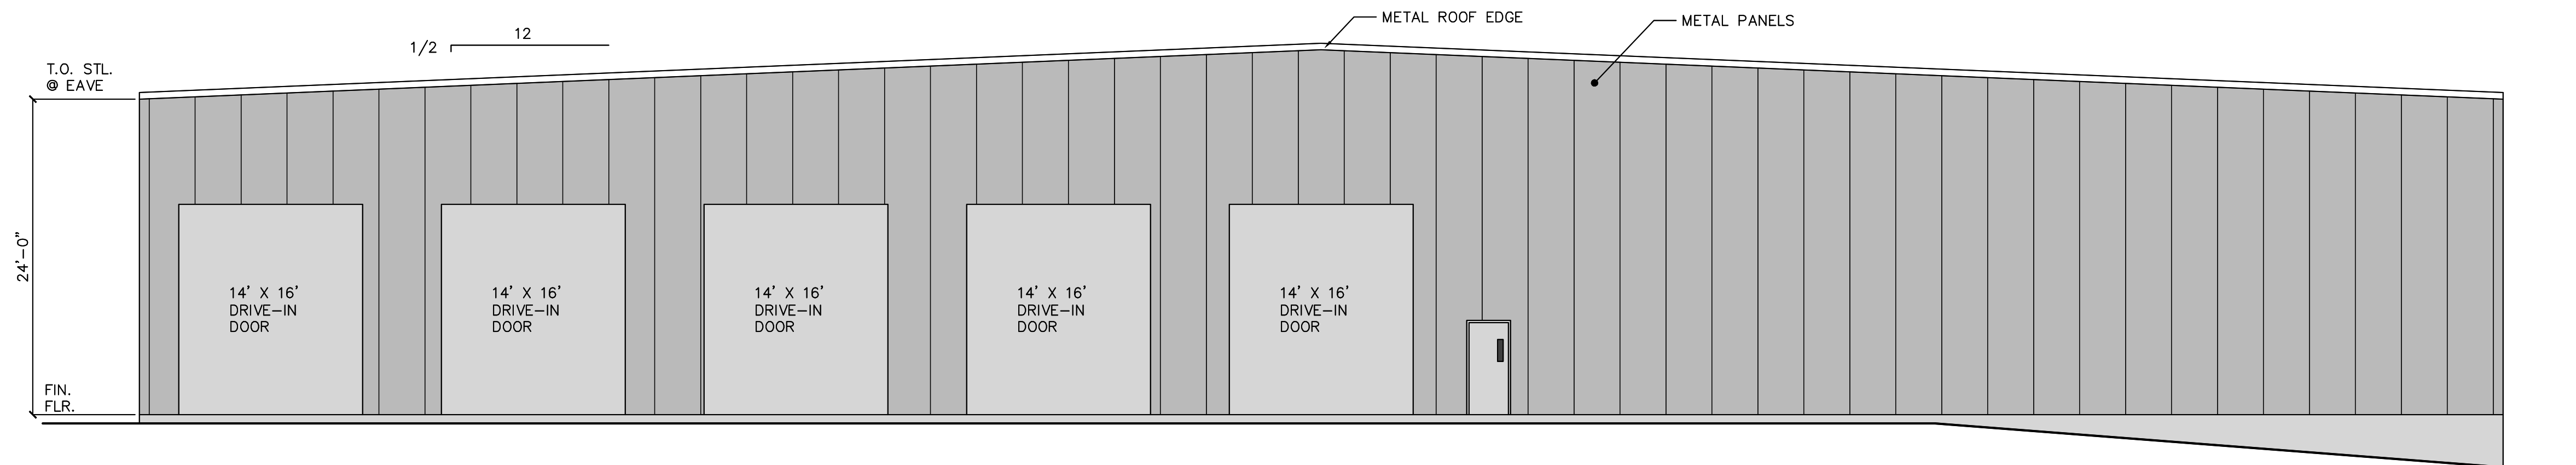 METAL ROOF EDGE
METAL PANELS
12
1/2
T.O. STL.
@ EAVE
24'-0"
14' X 16'
DRIVE-IN
DOOR
14' X 16'
DRIVE-IN
DOOR
14' X 16'
DRIVE-IN
DOOR
14' X 16'
DRIVE-IN
DOOR
14' X 16'
DRIVE-IN
DOOR
FIN.
FLR.